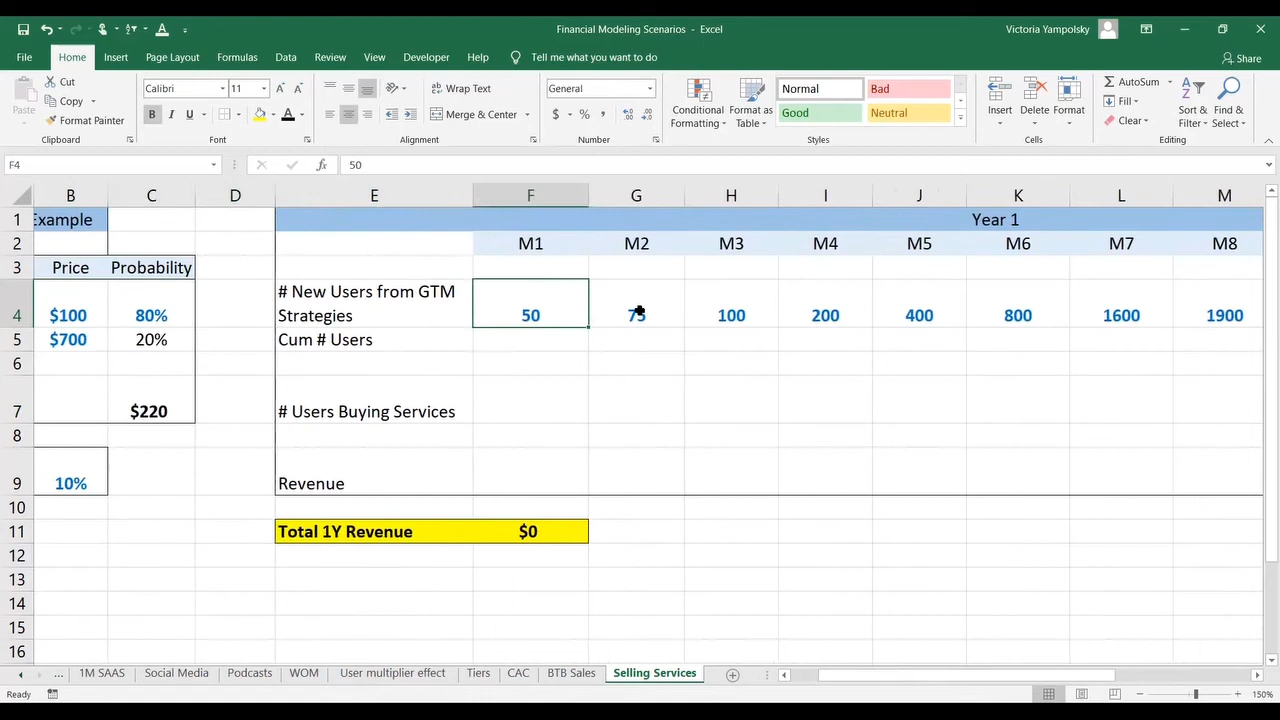 Financial Modeling Scenarios - Excel
Victoria Yampolsky
File Home Insert Page Layout Formulas Data Review View Developer Help Tell me what you want to do Share
Paste
Cut
Copy
Format Painter
Clipboard
Calibri 11
B I U A
Font
Wrap Text
Merge & Center
Alignment
General
$ % ,
Number
Conditional Formatting
Format as Table
Normal Bad
Good Neutral
Styles
Insert Delete Format
Cells
AutoSum
Fill
Clear
Sort & Filter
Find & Select
Editing
F4 fx 50
B C D E F G H I J K L M
1 Example Year 1
2 M1 M2 M3 M4 M5 M6 M7 M8
3 Price Probability
4 $100 80% # New Users from GTM Strategies 50 75 100 200 400 800 1600 1900
5 $700 20% Cum # Users
6
7 $220 # Users Buying Services
8
9 10% Revenue
10
11 Total 1Y Revenue $0
12
13
14
15
16
... 1M SAAS Social Media Podcasts WOM User multiplier effect Tiers CAC BTB Sales Selling Services
Ready 150%